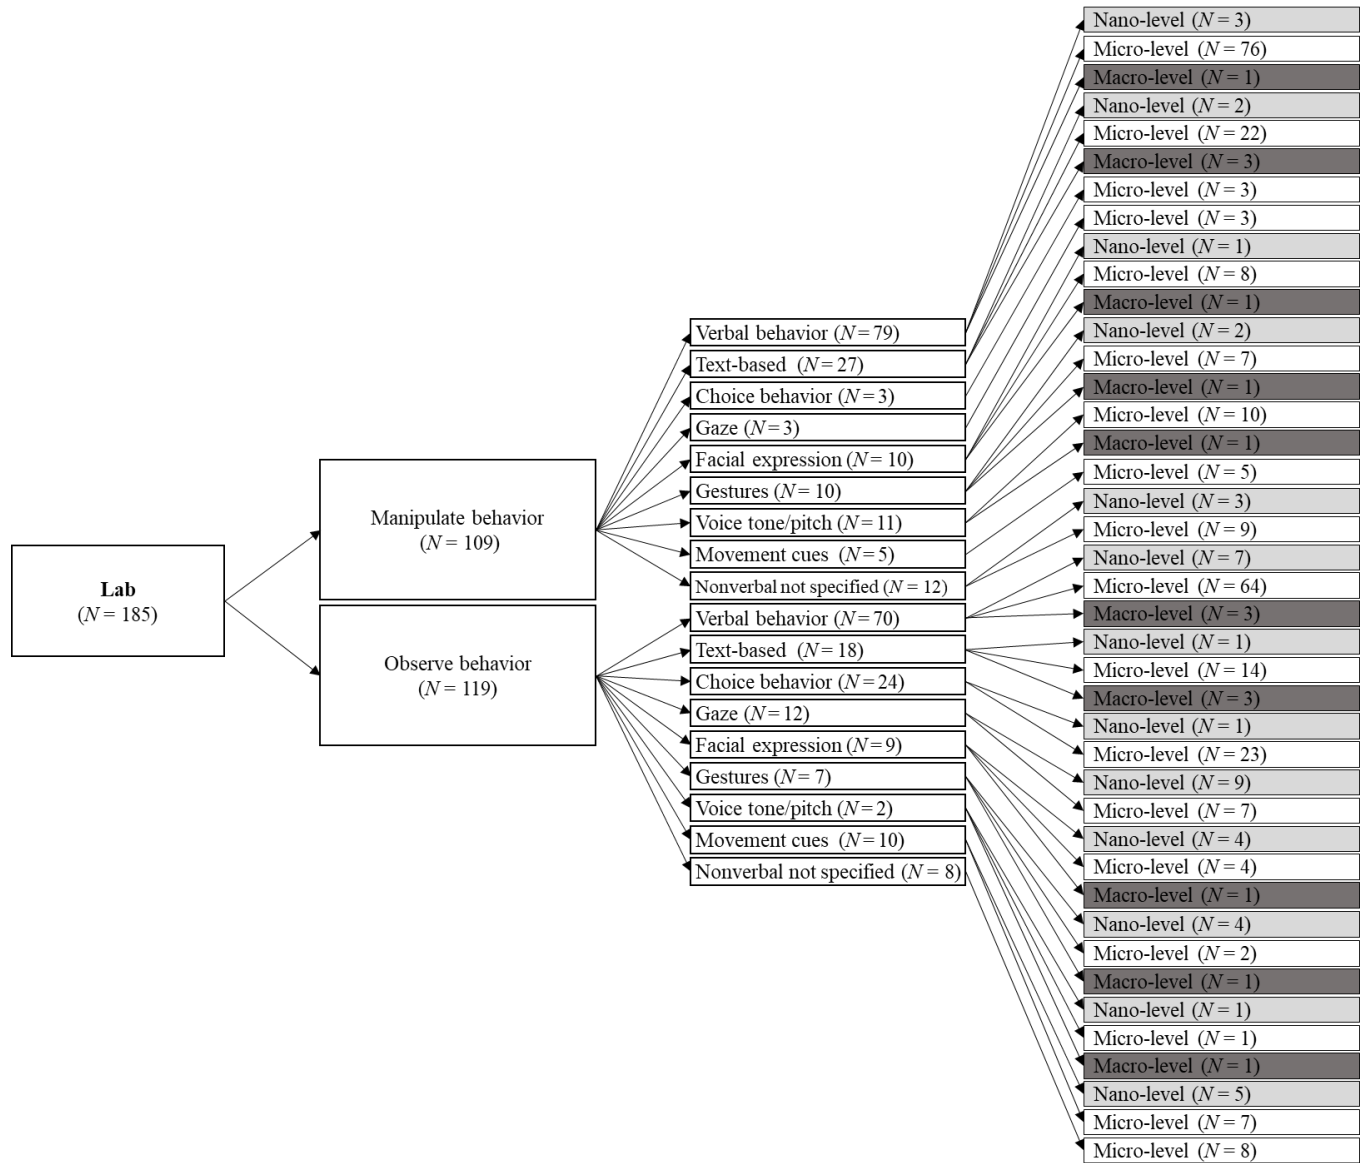 Lab
(N = 185)
Manipulate behavior
(N = 109)
Observe behavior
(N = 119)
Verbal behavior (N = 79)
Text-based (N = 27)
Choice behavior (N = 3)
Gaze (N = 3)
Facial expression (N = 10)
Gestures (N = 10)
Voice tone/pitch (N = 11)
Movement cues (N = 5)
Nonverbal not specified (N = 12)
Verbal behavior (N = 70)
Text-based (N = 18)
Choice behavior (N = 24)
Gaze (N = 12)
Facial expression (N = 9)
Gestures (N = 7)
Voice tone/pitch (N = 2)
Movement cues (N = 10)
Nonverbal not specified (N = 8)
Nano-level (N = 3)
Micro-level (N = 76)
Macro-level (N = 1)
Nano-level (N = 2)
Micro-level (N = 22)
Macro-level (N = 3)
Micro-level (N = 3)
Micro-level (N = 3)
Nano-level (N = 1)
Micro-level (N = 8)
Macro-level (N = 1)
Nano-level (N = 2)
Micro-level (N = 7)
Macro-level (N = 1)
Micro-level (N = 10)
Macro-level (N = 1)
Micro-level (N = 5)
Nano-level (N = 3)
Micro-level (N = 9)
Nano-level (N = 7)
Micro-level (N = 64)
Macro-level (N = 3)
Nano-level (N = 1)
Micro-level (N = 14)
Macro-level (N = 3)
Nano-level (N = 1)
Micro-level (N = 23)
Nano-level (N = 9)
Micro-level (N = 7)
Nano-level (N = 4)
Micro-level (N = 4)
Macro-level (N = 1)
Nano-level (N = 4)
Micro-level (N = 2)
Macro-level (N = 1)
Nano-level (N = 1)
Micro-level (N = 1)
Macro-level (N = 1)
Nano-level (N = 5)
Micro-level (N = 7)
Micro-level (N = 8)